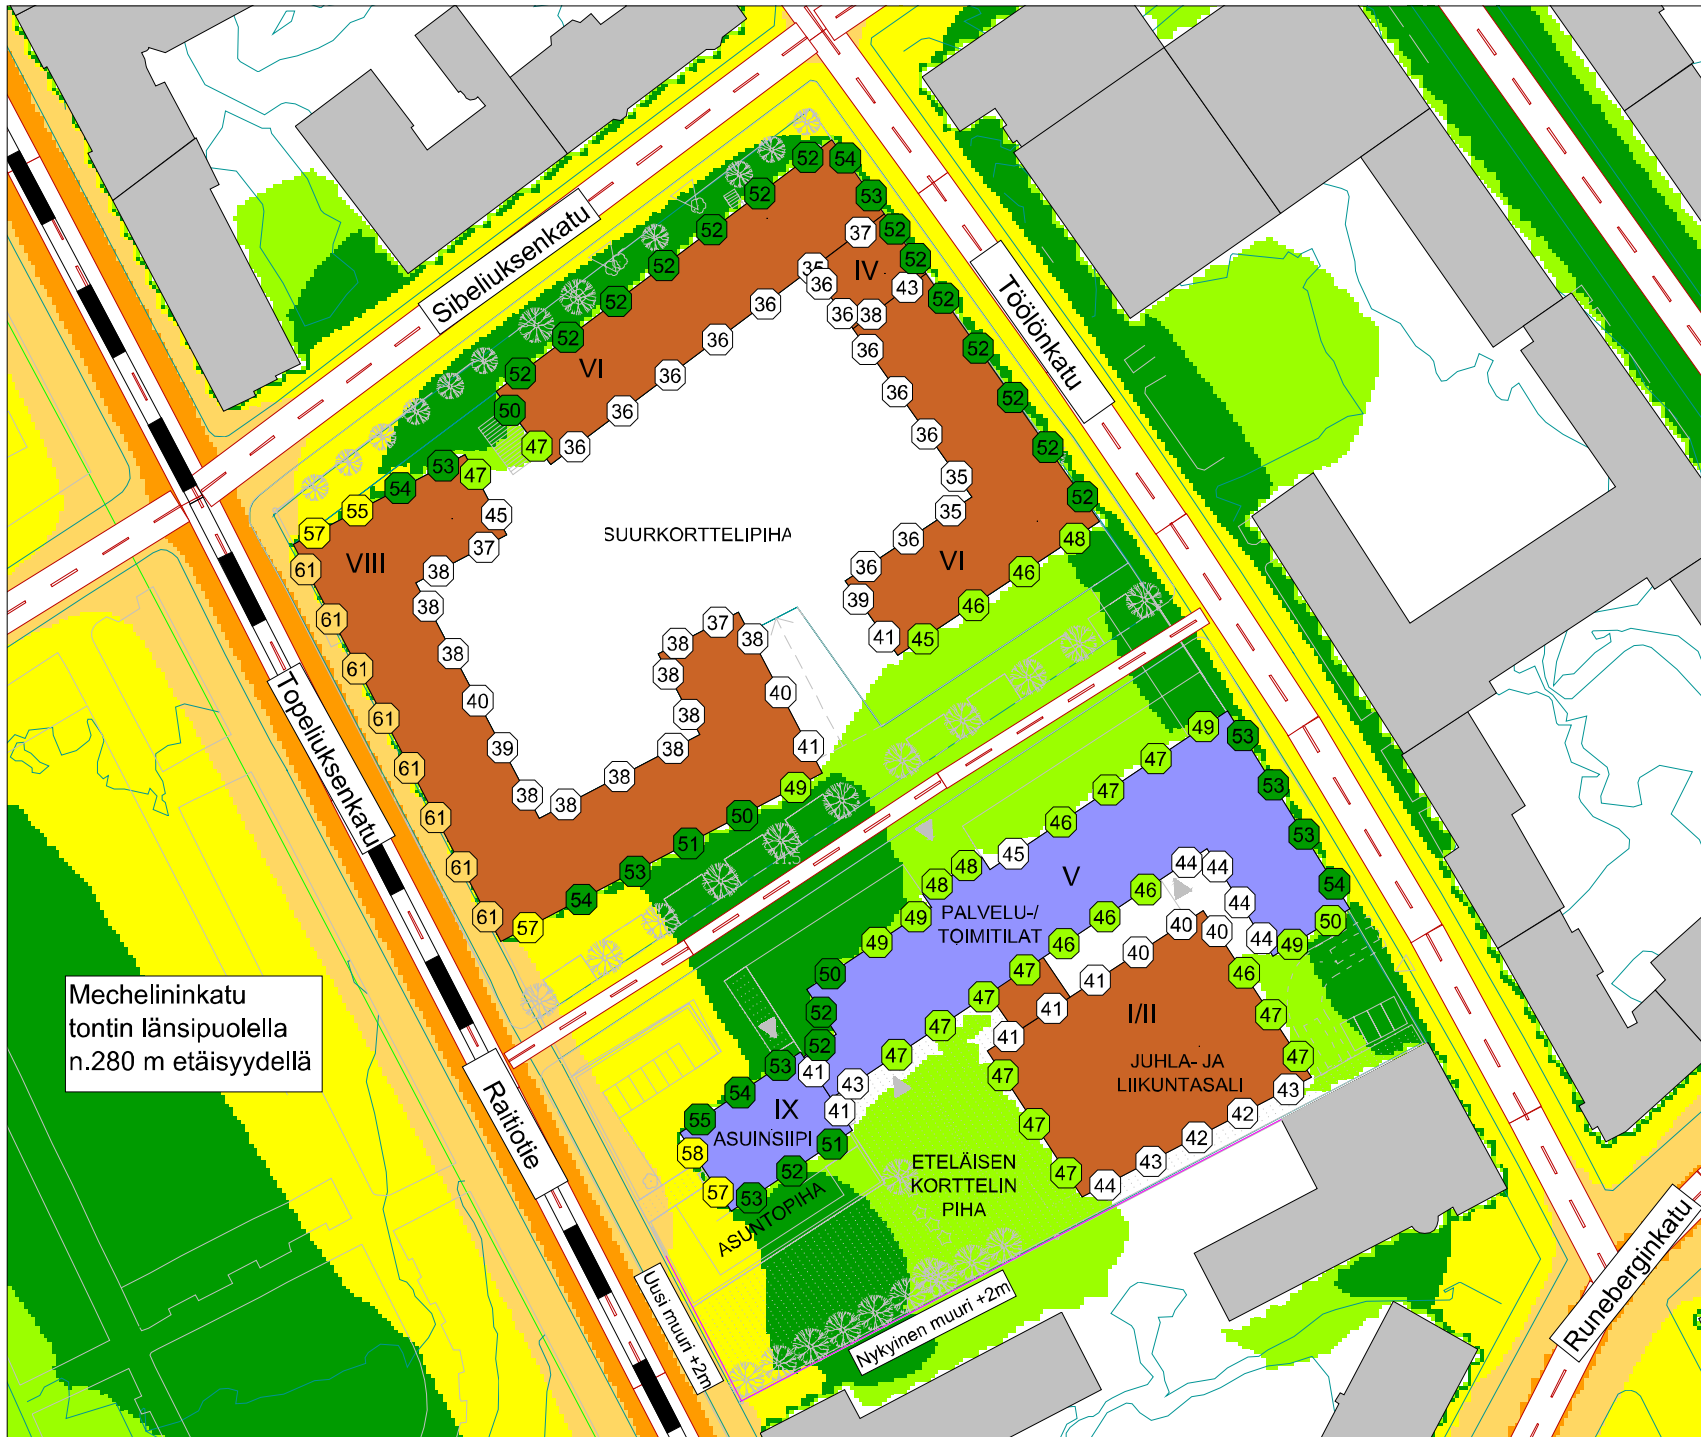 Sibeliuksenkatu
Töölönkatu
Topeliuksenkatu
Raitiotie
Runeberginkatu
Uusi muuri +2m
Nykyinen muuri +2m
Mechelininkatu
tontin länsipuolella
n.280 m etäisyydellä
SUURKORTTELIPIHA
PALVELU-/
TOIMITILAT
JUHLA- JA
LIIKUNTASALI
ASUINSIIPI
ASUNTOPIHA
ETELÄISEN
KORTTELIN
PIHA
VI
IV
VIII
VI
V
I/II
IX
52 52 52 52 52 52 52 50 47
54 53 52 52 52 52 52 52 52
37 35 36 36 36 36 36 36
36 38 43 36 36 36 35 35 36 36 39 41
48 46 46 45
53 54 55 57 47 45 37 38 38 38 40 39 38
61 61 61 61 61 61 61 61
57 54 53 51 50 49
38 38 38 38 38 38 37 38 40 41
49 47 47 46 45 48 48 49 49 50 52 52
53 53 53 54 50 49
44 44 44 44 46 46 46 47 47 47 47 43
40 40 40 41 41 41
46 47 47 43 42 42 43 44
47 47 47
53 54 55 58 57 53 52 51 41 41